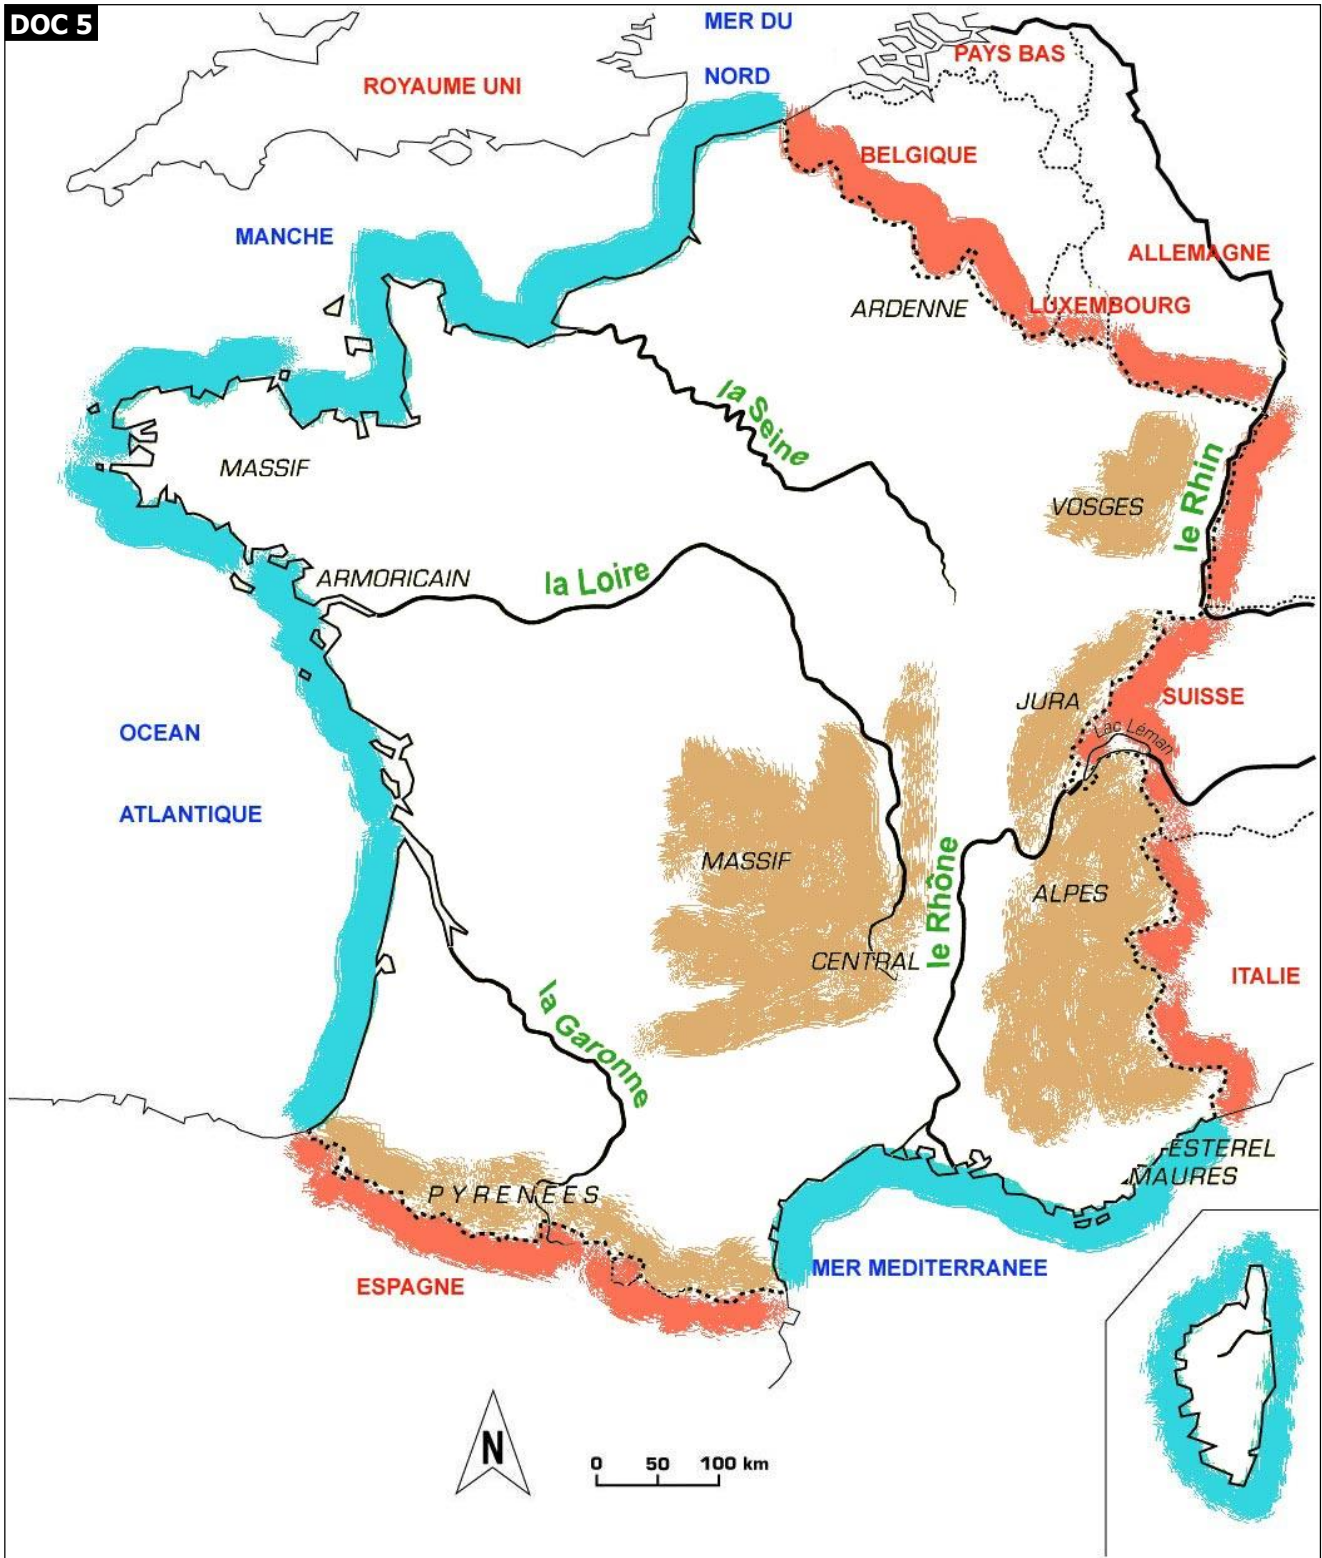 DOC 5
MER DU
NORD
PAYS BAS
ROYAUME UNI
BELGIQUE
MANCHE
ALLEMAGNE
ARDENNE
LUXEMBOURG
la Seine
MASSIF
ARMORICAIN
VOSGES
le Rhin
la Loire
JURA
SUISSE
Lac Léman
OCEAN
ATLANTIQUE
MASSIF
CENTRAL
le Rhône
ALPES
ITALIE
la Garonne
ESTEREL
MAURES
PYRENEES
ESPAGNE
MER MEDITERRANEE
N
0 50 100 km